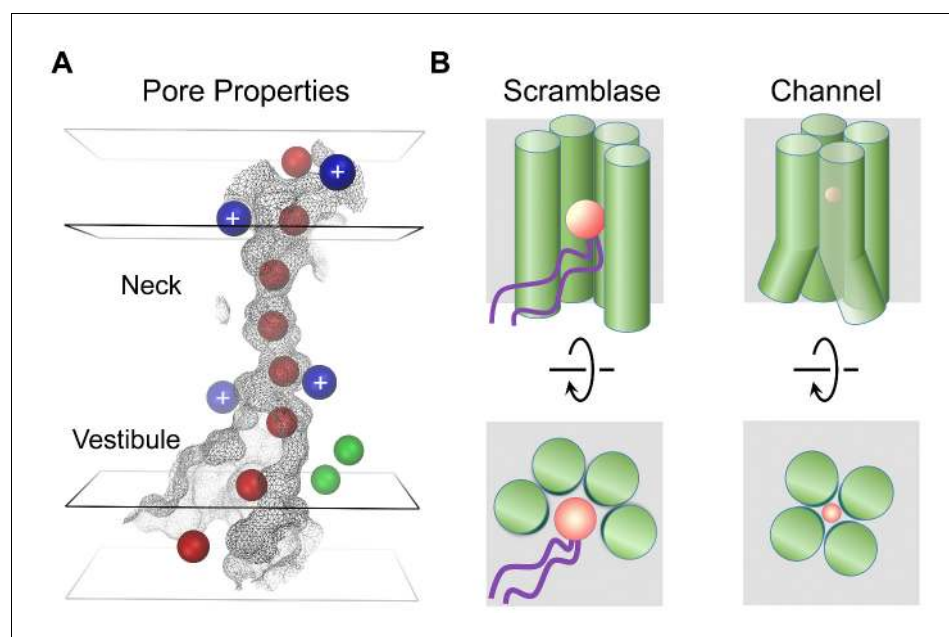 A
Pore Properties
+
+
Neck
+
+
Vestibule
B
Scramblase
Channel